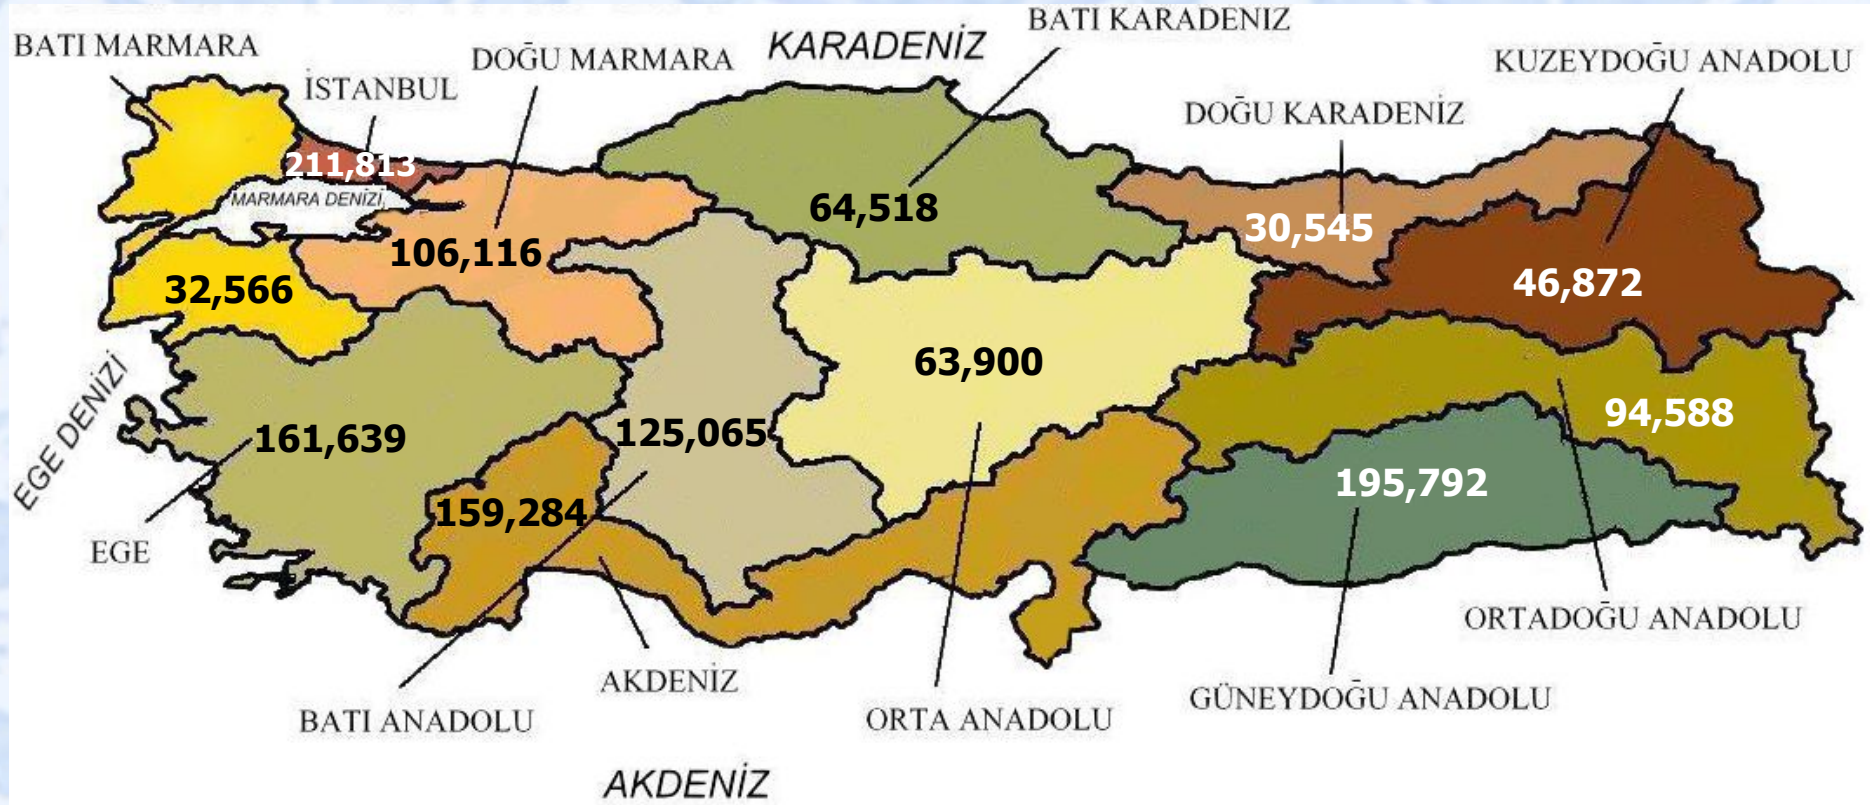 BATI KARADENIZ
BATI MARMARA
DOĞU MARMARA
KARADENİZ
KUZEYDOĞU ANADOLU
İSTANBUL
DOĞU KARADENİZ
211,813
MARMARA DENİZİ
64,518
30,545
106,116
32,566
46,872
63,900
EGE DENİZİ
161,639
125,065
94,588
159,284
195,792
EGE
ORTADOĞU ANADOLU
AKDENİZ
GÜNEYDOĞU ANADOLU
BATI ANADOLU
ORTA ANADOLU
AKDENİZ